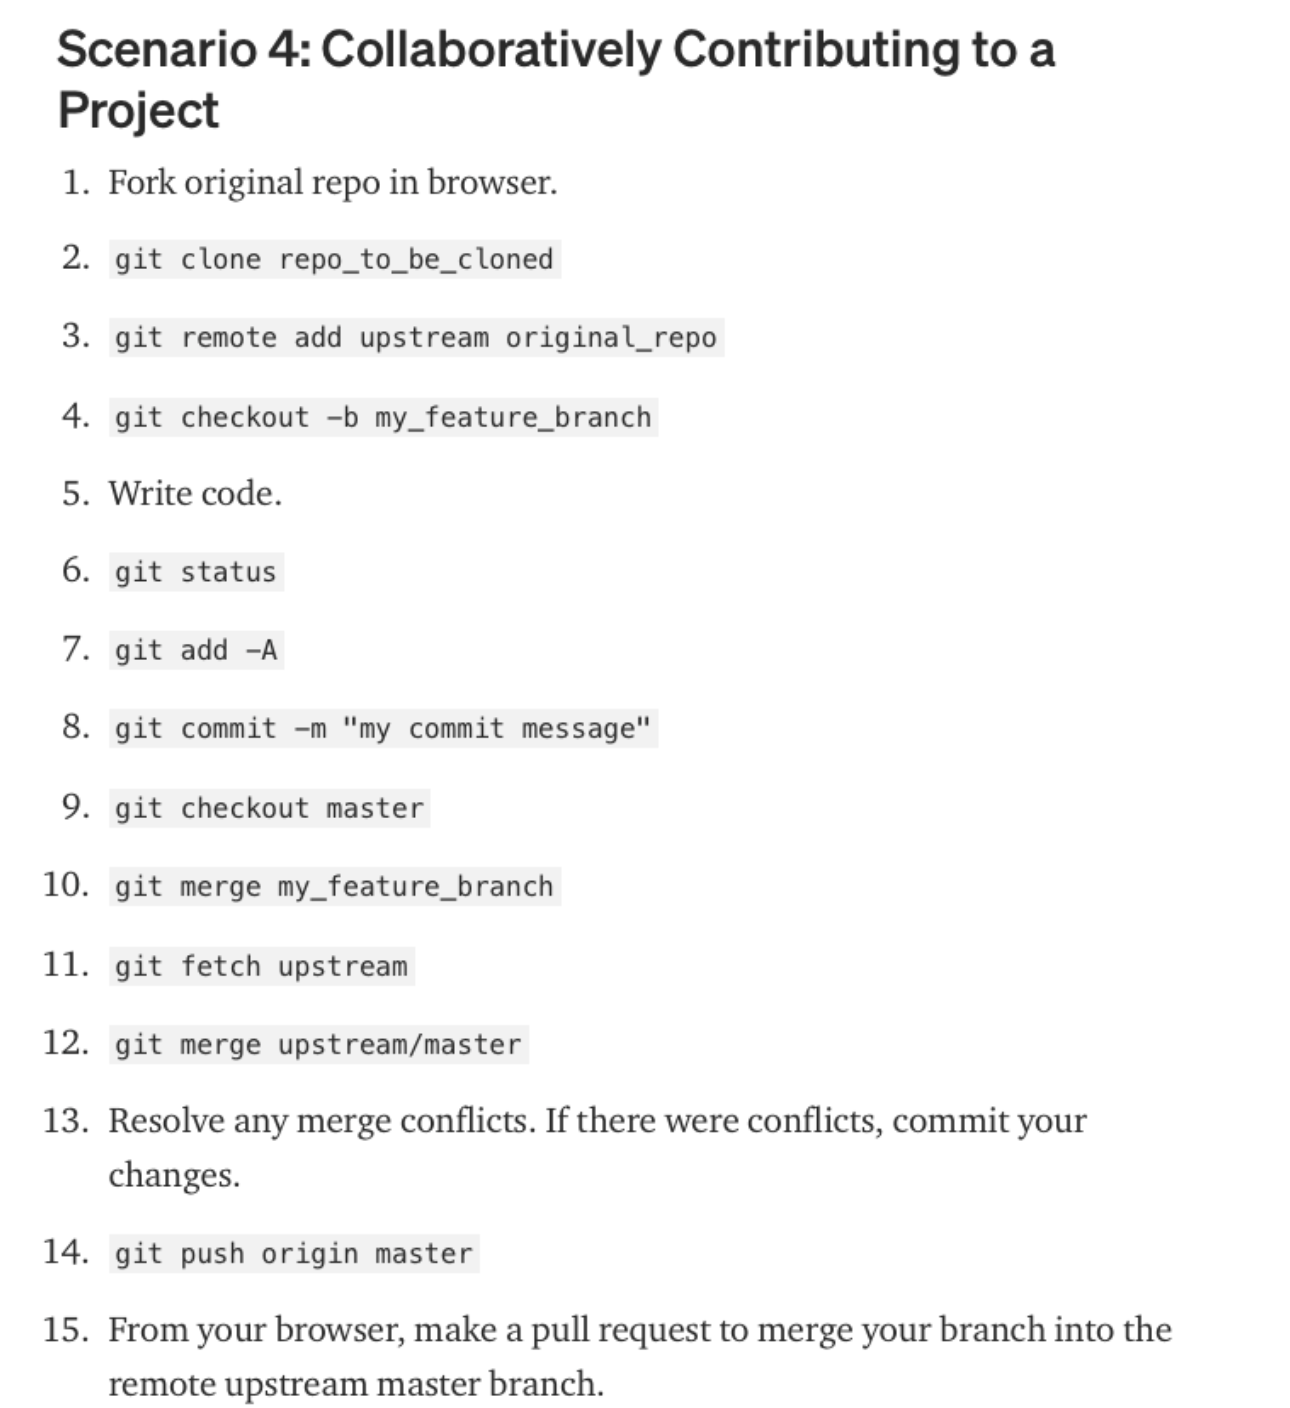 Scenario 4: Collaboratively Contributing to a
Project
1. Fork original repo in browser.
2. git clone repo_to_be_cloned
3. git remote add upstream original_repo
4. git checkout -b my_feature_branch
5. Write code.
6. git status
7. git add -A
8. git commit -m "my commit message"
9. git checkout master
10. git merge my_feature_branch
11. git fetch upstream
12. git merge upstream/master
13. Resolve any merge conflicts. If there were conflicts, commit your
changes.
14. git push origin master
15. From your browser, make a pull request to merge your branch into the
remote upstream master branch.